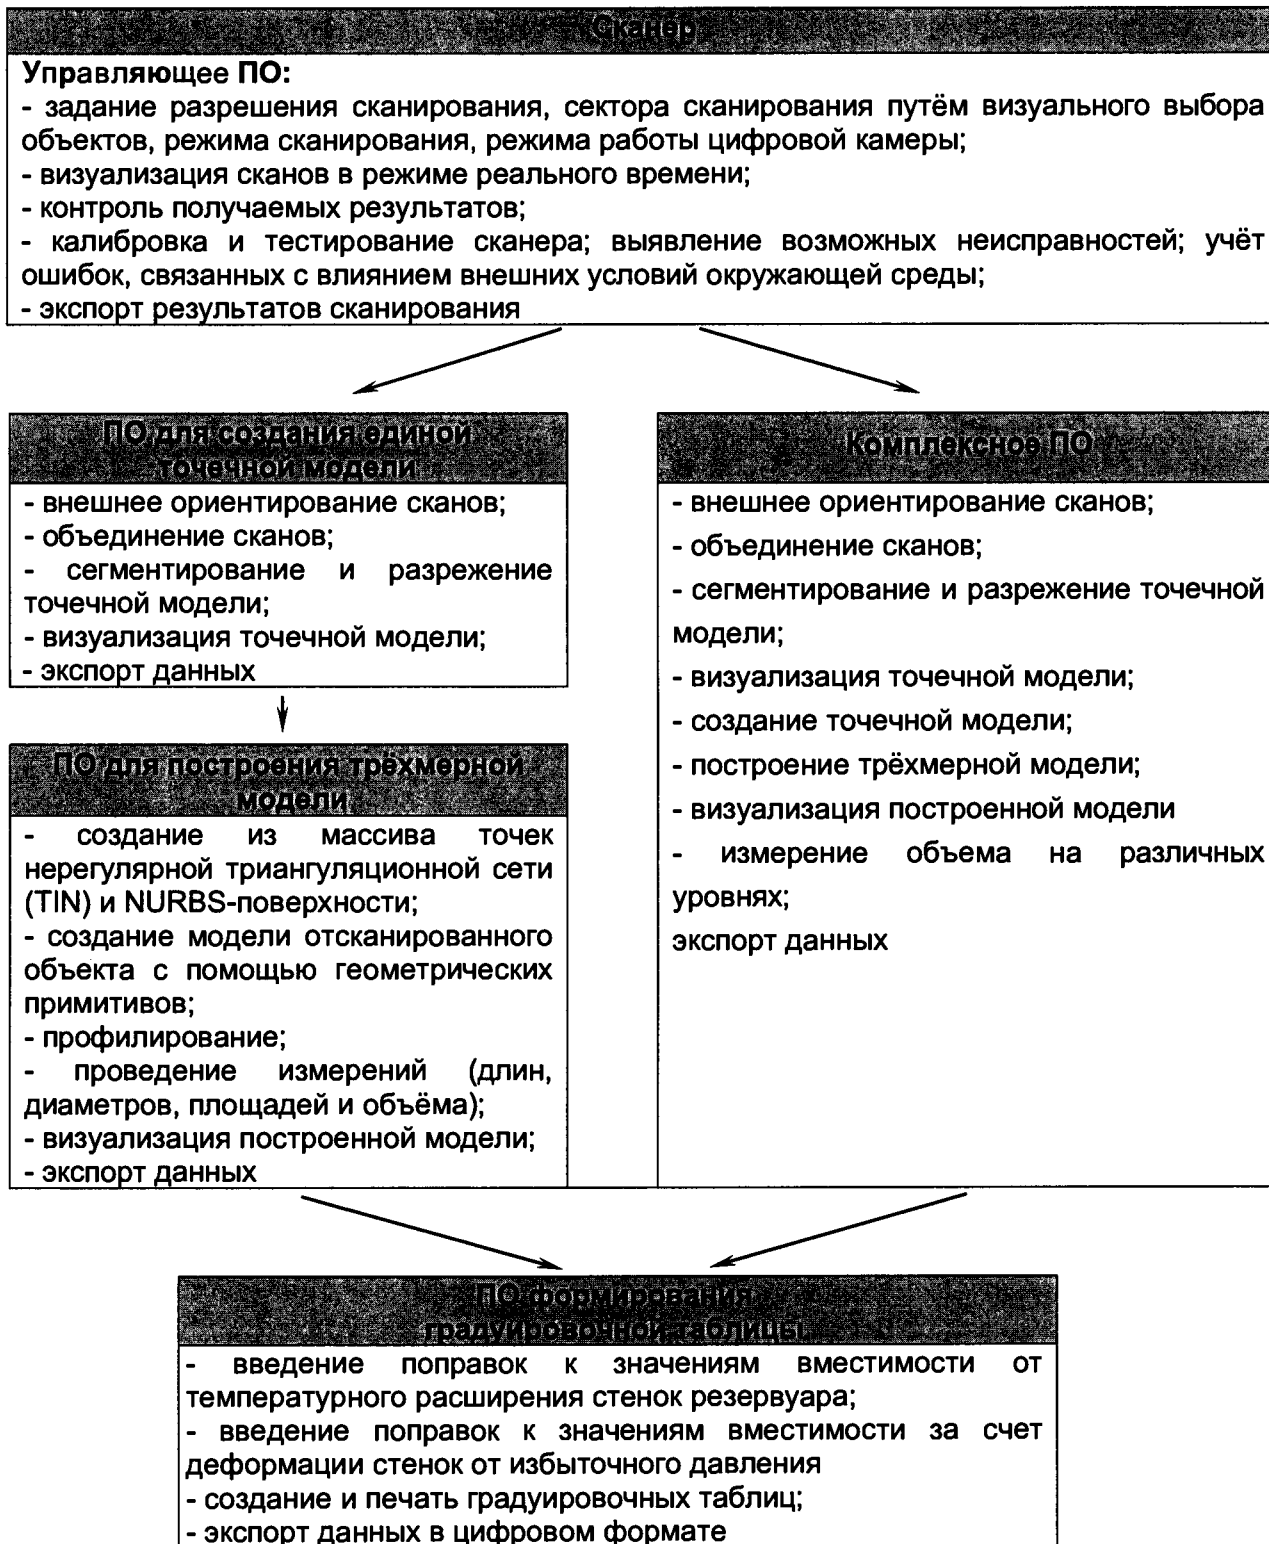 Сканер
Управляющее ПО:
- задание разрешения сканирования, сектора сканирования путём визуального выбора
объектов, режима сканирования, режима работы цифровой камеры;
- визуализация сканов в режиме реального времени;
- контроль получаемых результатов;
- калибровка и тестирование сканера; выявление возможных неисправностей; учёт
ошибок, связанных с влиянием внешних условий окружающей среды;
- экспорт результатов сканирования
ПО для создания единой
точечной модели
- внешнее ориентирование сканов;
- объединение сканов;
- сегментирование и разрежение
точечной модели;
- визуализация точечной модели;
- экспорт данных
ПО для построения трёхмерной
модели
- создание из массива точек
нерегулярной триангуляционной сети
(TIN) и NURBS-поверхности;
- создание модели отсканированного
объекта с помощью геометрических
примитивов;
- профилирование;
- проведение измерений (длин,
диаметров, площадей и объёма);
- визуализация построенной модели;
- экспорт данных
Комплексное ПО
- внешнее ориентирование сканов;
- объединение сканов;
- сегментирование и разрежение точечной
модели;
- визуализация точечной модели;
- создание точечной модели;
- построение трёхмерной модели;
- визуализация построенной модели
- измерение объема на различных
уровнях;
экспорт данных
ПО формирования
градуировочной таблицы
- введение поправок к значениям вместимости от
температурного расширения стенок резервуара;
- введение поправок к значениям вместимости за счет
деформации стенок от избыточного давления
- создание и печать градуировочных таблиц;
- экспорт данных в цифровом формате